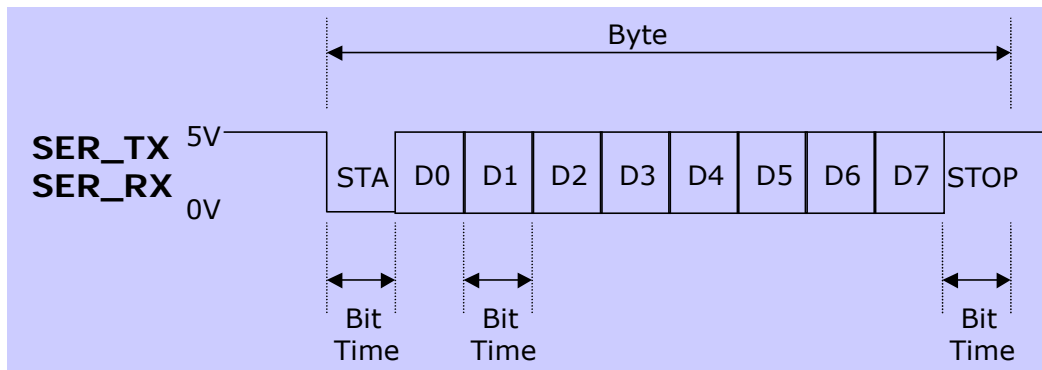 Byte
SER_TX
SER_RX
5V
0V
STA D0 D1 D2 D3 D4 D5 D6 D7 STOP
Bit Time
Bit Time
Bit Time